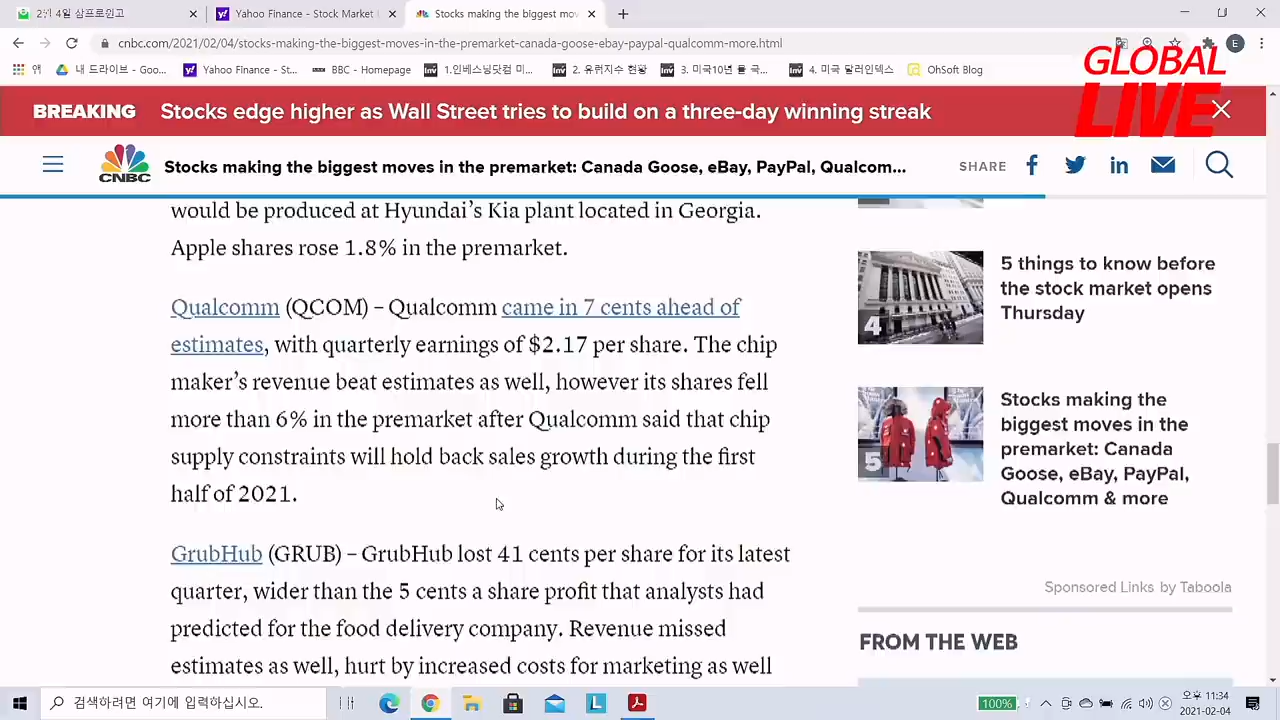 2월 4일 삼프로원고
Yahoo Finance - Stock Market
Stocks making the biggest mov
cnbc.com/2021/02/04/stocks-making-the-biggest-moves-in-the-premarket-canada-goose-ebay-paypal-qualcomm-more.html
E
앱
내 드라이브 - Goo...
Yahoo Finance - St...
BBC - Homepage
1.인베스팅닷컴 미...
2. 유뤼지수 현황
3. 미국10년 물 국...
4. 미국 달러인덱스
OhSoft Blog
GLOBAL
LIVE
BREAKING Stocks edge higher as Wall Street tries to build on a three-day winning streak
CNBC
Stocks making the biggest moves in the premarket: Canada Goose, eBay, PayPal, Qualcom...
SHARE
would be produced at Hyundai's Kia plant located in Georgia.
Apple shares rose 1.8% in the premarket.
Qualcomm (QCOM) – Qualcomm came in 7 cents ahead of
estimates, with quarterly earnings of $2.17 per share. The chip
maker's revenue beat estimates as well, however its shares fell
more than 6% in the premarket after Qualcomm said that chip
supply constraints will hold back sales growth during the first
half of 2021.
GrubHub (GRUB) – GrubHub lost 41 cents per share for its latest
quarter, wider than the 5 cents a share profit that analysts had
predicted for the food delivery company. Revenue missed
estimates as well, hurt by increased costs for marketing as well
4
5 things to know before
the stock market opens
Thursday
5
Stocks making the
biggest moves in the
premarket: Canada
Goose, eBay, PayPal,
Qualcomm & more
Sponsored Links by Taboola
FROM THE WEB
검색하려면 여기에 입력하십시오.
L
100%
오후 11:34
2021-02-04